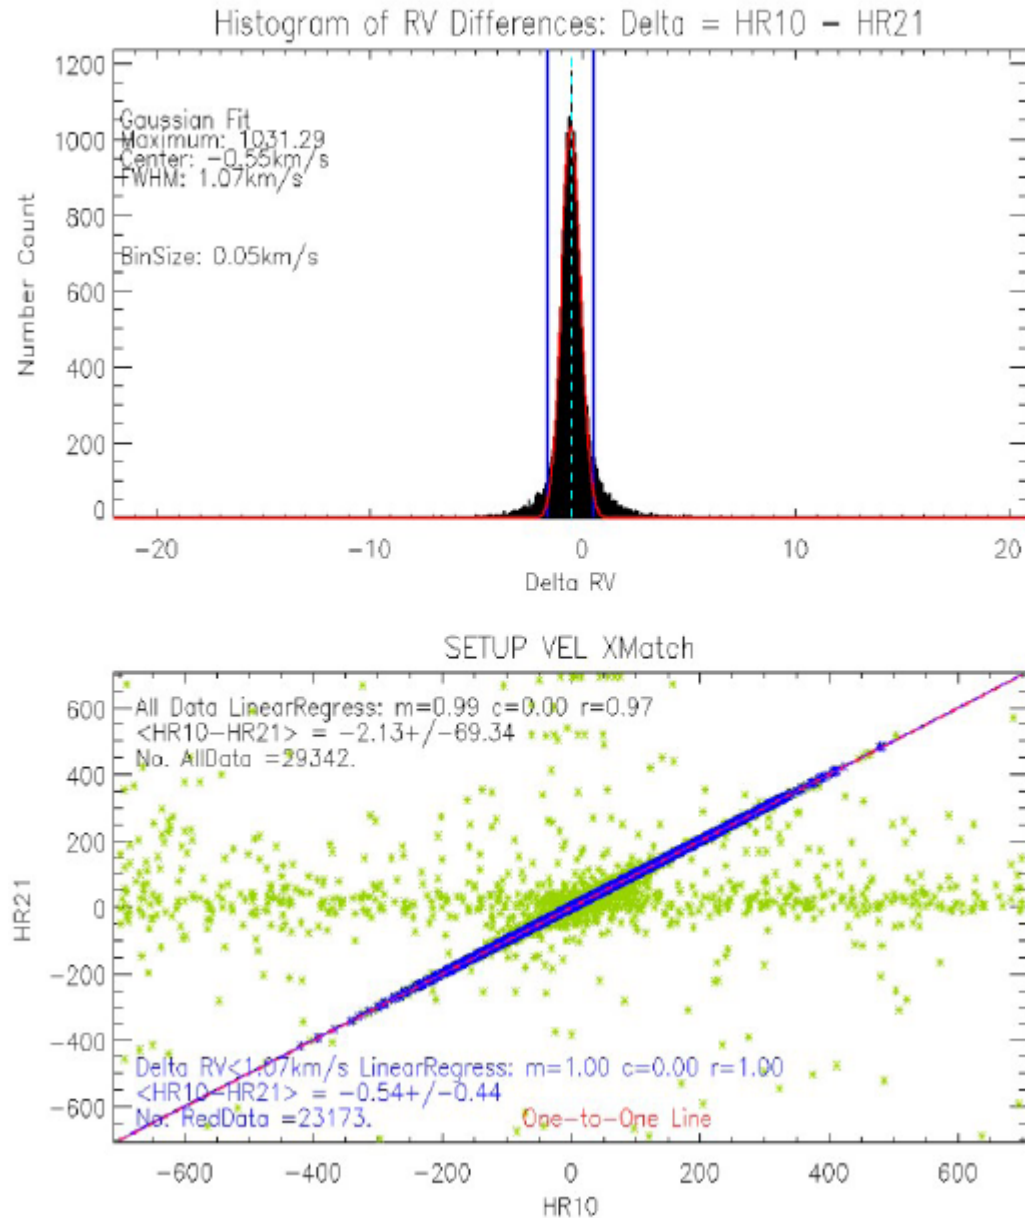 Histogram of RV Differences: Delta = HR10 − HR21
1200
1000
800
600
400
200
0
Number Count
Gaussian Fit
Maximum: 1031.29
Center: −0.55km/s
FWHM: 1.07km/s
BinSize: 0.05km/s
−20 −10 0 10 20
Delta RV
SETUP VEL XMatch
600
400
200
0
−200
−400
−600
HR21
All Data LinearRegress: m=0.99 c=0.00 r=0.97
<HR10−HR21> = −2.13+/−69.34
No. AllData =29342.
Delta RV<1.07km/s LinearRegress: m=1.00 c=0.00 r=1.00
<HR10−HR21> = −0.54+/−0.44
No. RedData =23173. One−to−One Line
−600 −400 −200 0 200 400 600
HR10